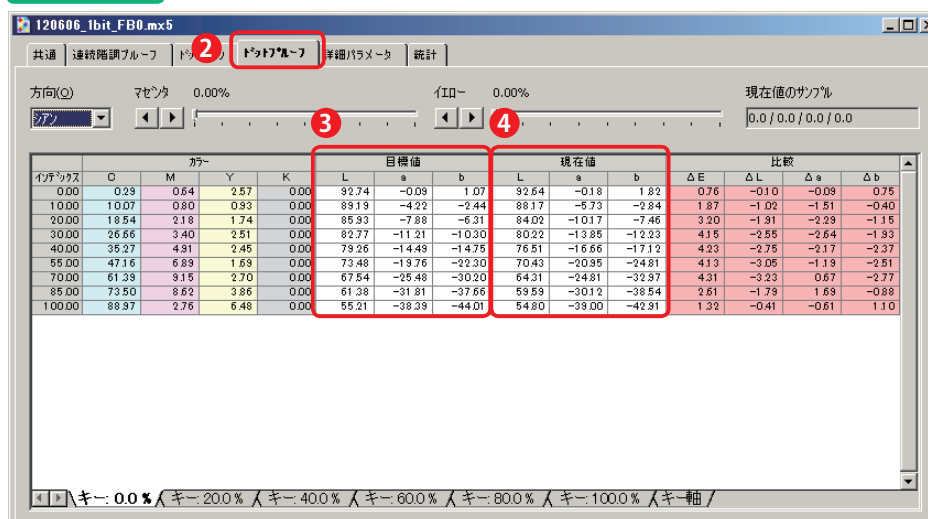 120606_1bit_FB0.mx5
共通 連続階調プルーフ ドットプルーフ 詳細パラメータ 統計
2
方向(O) マゼンタ 0.00% イエロー 0.00% 現在値のサンプル
シアン 0.0 / 0.0 / 0.0 / 0.0
3 4
カラー 目標値 現在値 比較
インデックス C M Y K L a b L a b ΔE ΔL Δa Δb
0.00 0.29 0.64 2.57 0.00 92.74 -0.09 1.07 92.64 -0.18 1.82 0.76 -0.10 -0.09 0.75
10.00 10.07 0.80 0.93 0.00 89.19 -4.22 -2.44 88.17 -5.73 -2.84 1.87 -1.02 -1.51 -0.40
20.00 18.54 2.18 1.74 0.00 85.93 -7.88 -6.31 84.02 -10.17 -7.46 3.20 -1.91 -2.29 -1.15
30.00 26.66 3.40 2.51 0.00 82.77 -11.21 -10.30 80.22 -13.85 -12.23 4.15 -2.55 -2.64 -1.93
40.00 35.27 4.91 2.45 0.00 79.26 -14.49 -14.75 76.51 -16.66 -17.12 4.23 -2.75 -2.17 -2.37
55.00 47.16 6.89 1.69 0.00 73.48 -19.76 -22.30 70.43 -20.95 -24.81 4.13 -3.05 -1.19 -2.51
70.00 61.39 9.15 2.70 0.00 67.54 -25.48 -30.20 64.31 -24.81 -32.97 4.31 -3.23 0.67 -2.77
85.00 73.50 8.62 3.86 0.00 61.38 -31.81 -37.66 59.59 -30.12 -38.54 2.61 -1.79 1.69 -0.88
100.00 88.97 2.76 6.48 0.00 55.21 -38.39 -44.01 54.80 -39.00 -42.91 1.32 -0.41 -0.61 1.10
キー: 0.0 % キー: 20.0 % キー: 40.0 % キー: 60.0 % キー: 80.0 % キー: 100.0 % キー軸